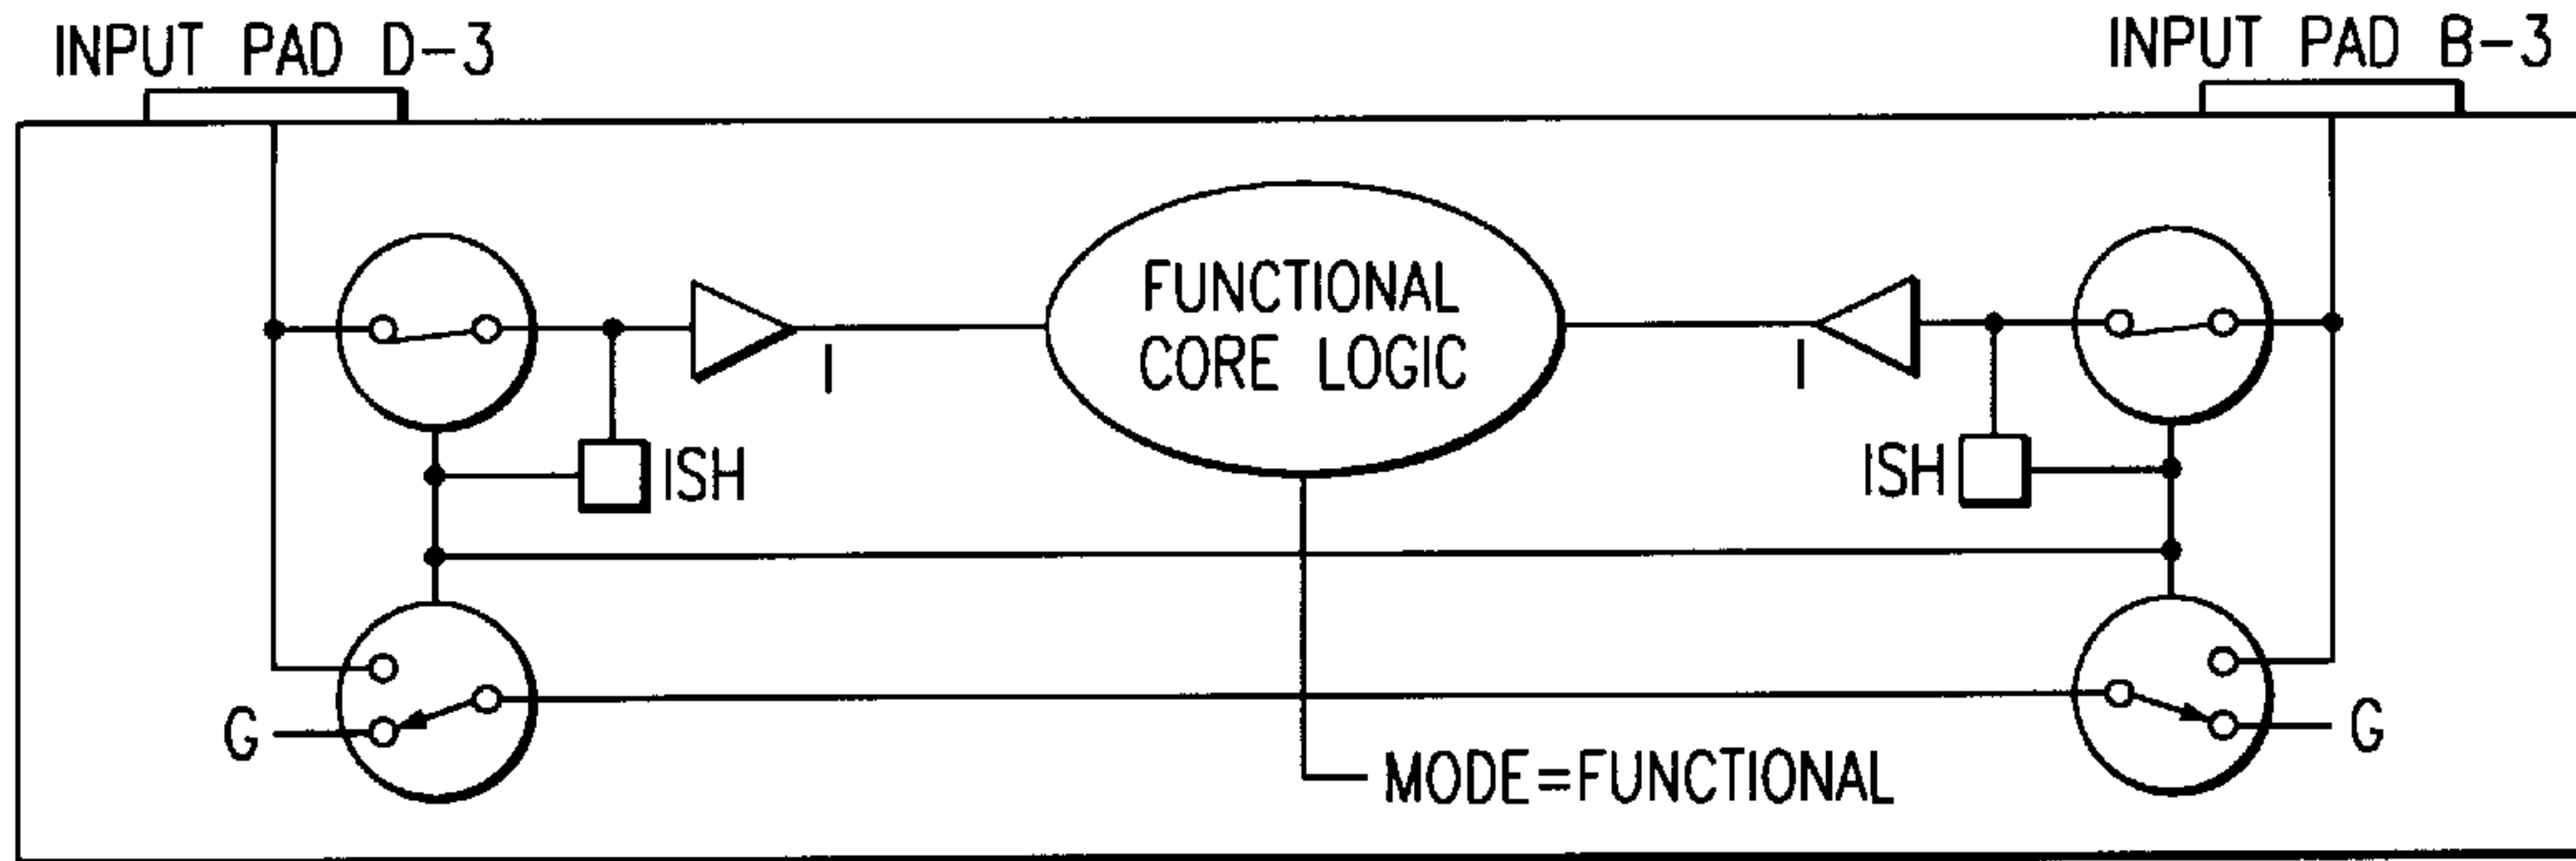 INPUT PAD D-3
INPUT PAD B-3
FUNCTIONAL
CORE LOGIC
I
I
ISH
ISH
G
G
MODE=FUNCTIONAL